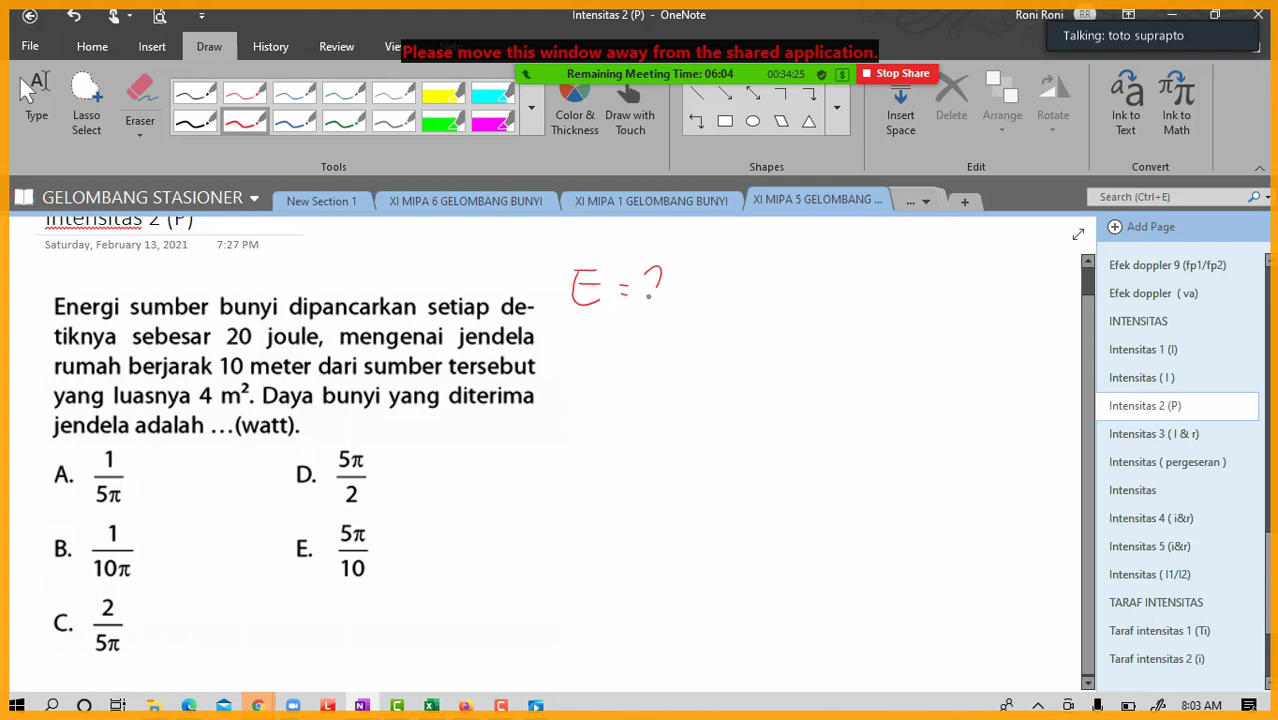 Intensitas 2 (P) - OneNote
Roni Roni RR
Talking: toto suprapto
File Home Insert Draw History Review
Please move this window away from the shared application.
Remaining Meeting Time: 06:04 00:34:25 Stop Share
Type
Lasso Select
Eraser
Color & Thickness
Draw with Touch
Insert Space
Delete
Arrange
Rotate
Ink to Text
Ink to Math
Tools Shapes Edit Convert
GELOMBANG STASIONER New Section 1 XI MIPA 6 GELOMBANG BUNYI XI MIPA 1 GELOMBANG BUNYI XI MIPA 5 GELOMBANG ... ... + Search (Ctrl+E)
Intensitas 2 (P)
Saturday, February 13, 2021 7:27 PM
E = ?
Energi sumber bunyi dipancarkan setiap de-
tiknya sebesar 20 joule, mengenai jendela
rumah berjarak 10 meter dari sumber tersebut
yang luasnya 4 m². Daya bunyi yang diterima
jendela adalah ...(watt).
A. 1/5π
B. 1/10π
C. 2/5π
D. 5π/2
E. 5π/10
Add Page
Efek doppler 9 (fp1/fp2)
Efek doppler ( va)
INTENSITAS
Intensitas 1 (I)
Intensitas ( I )
Intensitas 2 (P)
Intensitas 3 ( I & r)
Intensitas ( pergeseran )
Intensitas
Intensitas 4 ( i&r)
Intensitas 5 (i&r)
Intensitas ( I1/I2)
TARAF INTENSITAS
Taraf intensitas 1 (Ti)
Taraf intensitas 2 (i)
8:03 AM